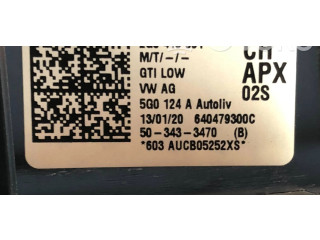 M/T/-/-
GTI LOW
VW AG
5G0 124 A Autoliv
13/01/20 640479300C
50-343-3470 (B)
*603 AUCB05252XS*
APX
02S